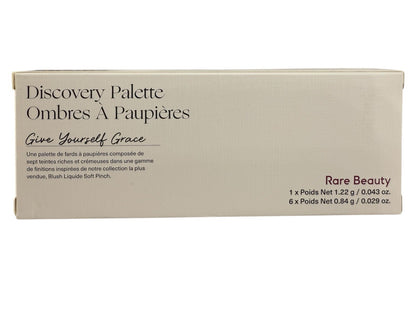 Discovery Palette
Ombres À Paupières
Give Yourself Grace
Une palette de fards à paupières composée de
sept teintes riches et crémeuses dans une gamme
de finitions inspirées de notre collection la plus
vendue, Blush Liquide Soft Pinch.
Rare Beauty
1 x Poids Net 1.22 g / 0.043 oz.
6 x Poids Net 0.84 g / 0.029 oz.